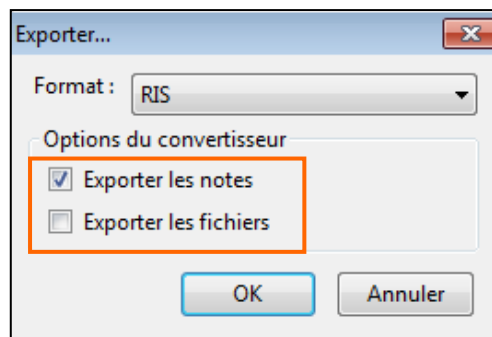 Exporter...
Format :
RIS
Options du convertisseur
Exporter les notes
Exporter les fichiers
OK
Annuler